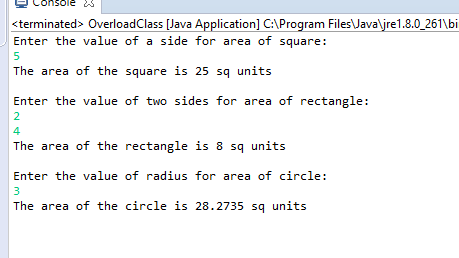 Console
<terminated> OverloadClass [Java Application] C:\Program Files\Java\jre1.8.0_261\bi
Enter the value of a side for area of square:
5
The area of the square is 25 sq units
Enter the value of two sides for area of rectangle:
2
4
The area of the rectangle is 8 sq units
Enter the value of radius for area of circle:
3
The area of the circle is 28.2735 sq units